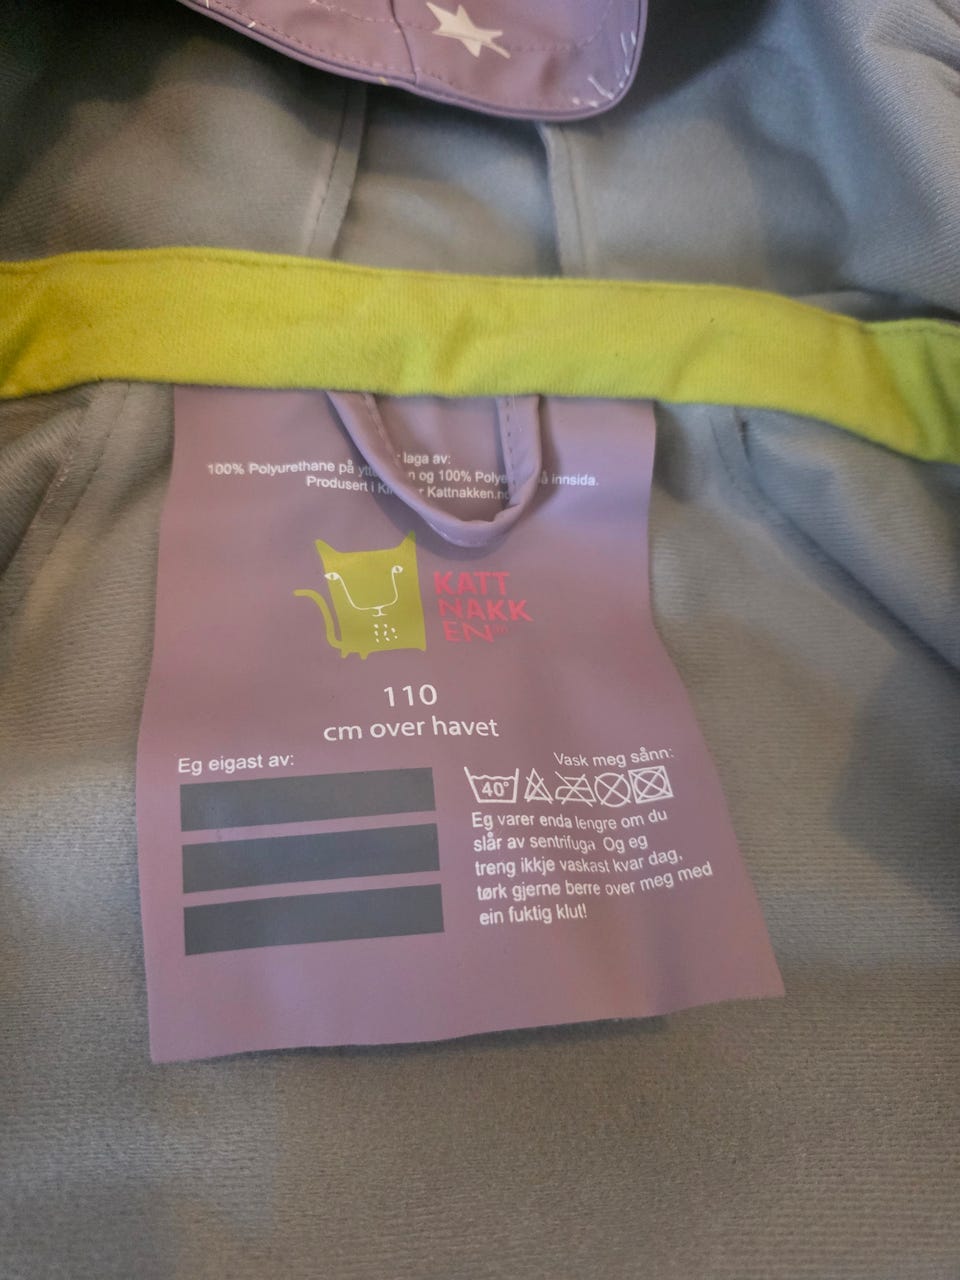 laga av:
100% Polyurethane på og 100% innsida.
Produsert i Kattnakken.no
KATT
NAKK
EN
110
cm over havet
Eg eigast av:
Vask meg sånn:
40°
Eg varer enda lengre om du
slår av sentrifuga Og eg
treng ikkje vaskast kvar dag,
tørk gjerne berre over meg med
ein fuktig klut!